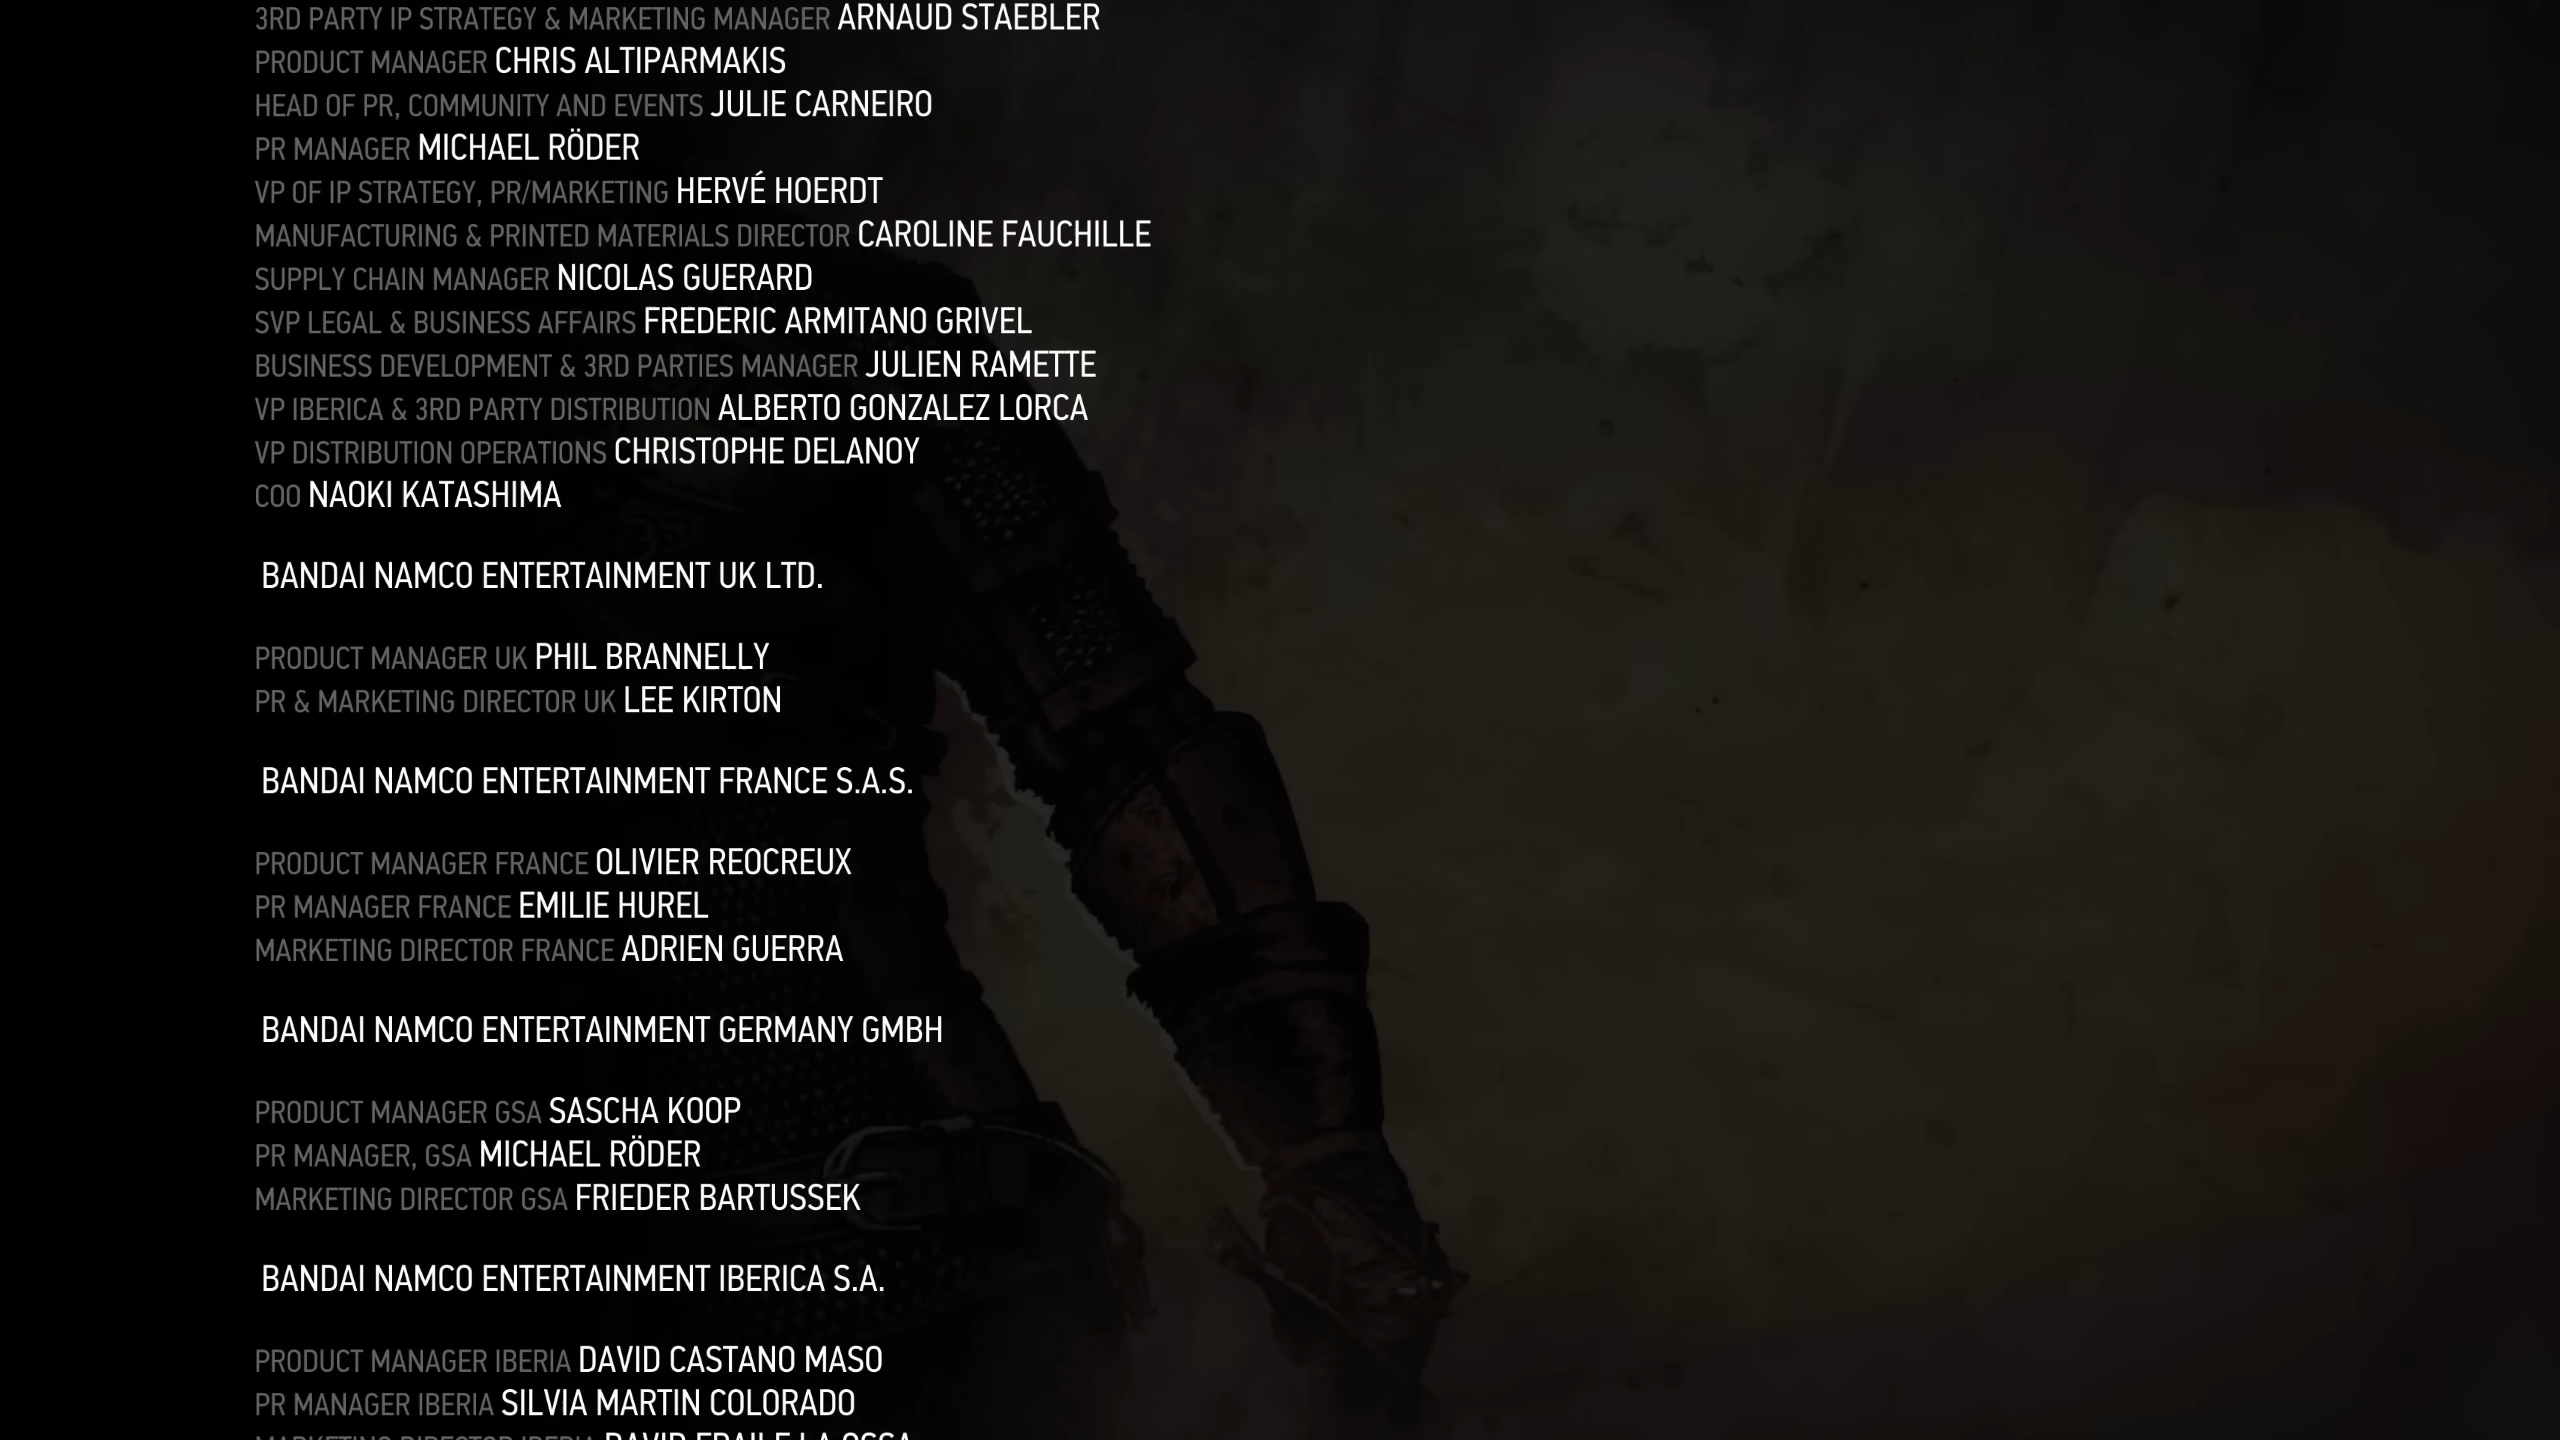 3RD PARTY IP STRATEGY & MARKETING MANAGER ARNAUD STAEBLER
PRODUCT MANAGER CHRIS ALTIPARMAKIS
HEAD OF PR, COMMUNITY AND EVENTS JULIE CARNEIRO
PR MANAGER MICHAEL RÖDER
VP OF IP STRATEGY, PR/MARKETING HERVÉ HOERDT
MANUFACTURING & PRINTED MATERIALS DIRECTOR CAROLINE FAUCHILLE
SUPPLY CHAIN MANAGER NICOLAS GUERARD
SVP LEGAL & BUSINESS AFFAIRS FREDERIC ARMITANO GRIVEL
BUSINESS DEVELOPMENT & 3RD PARTIES MANAGER JULIEN RAMETTE
VP IBERICA & 3RD PARTY DISTRIBUTION ALBERTO GONZALEZ LORCA
VP DISTRIBUTION OPERATIONS CHRISTOPHE DELANOY
COO NAOKI KATASHIMA
BANDAI NAMCO ENTERTAINMENT UK LTD.
PRODUCT MANAGER UK PHIL BRANNELLY
PR & MARKETING DIRECTOR UK LEE KIRTON
BANDAI NAMCO ENTERTAINMENT FRANCE S.A.S.
PRODUCT MANAGER FRANCE OLIVIER REOCREUX
PR MANAGER FRANCE EMILIE HUREL
MARKETING DIRECTOR FRANCE ADRIEN GUERRA
BANDAI NAMCO ENTERTAINMENT GERMANY GMBH
PRODUCT MANAGER GSA SASCHA KOOP
PR MANAGER, GSA MICHAEL RÖDER
MARKETING DIRECTOR GSA FRIEDER BARTUSSEK
BANDAI NAMCO ENTERTAINMENT IBERICA S.A.
PRODUCT MANAGER IBERIA DAVID CASTANO MASO
PR MANAGER IBERIA SILVIA MARTIN COLORADO
MARKETING DIRECTOR IBERIA DAVID FRAILE LA OSSA